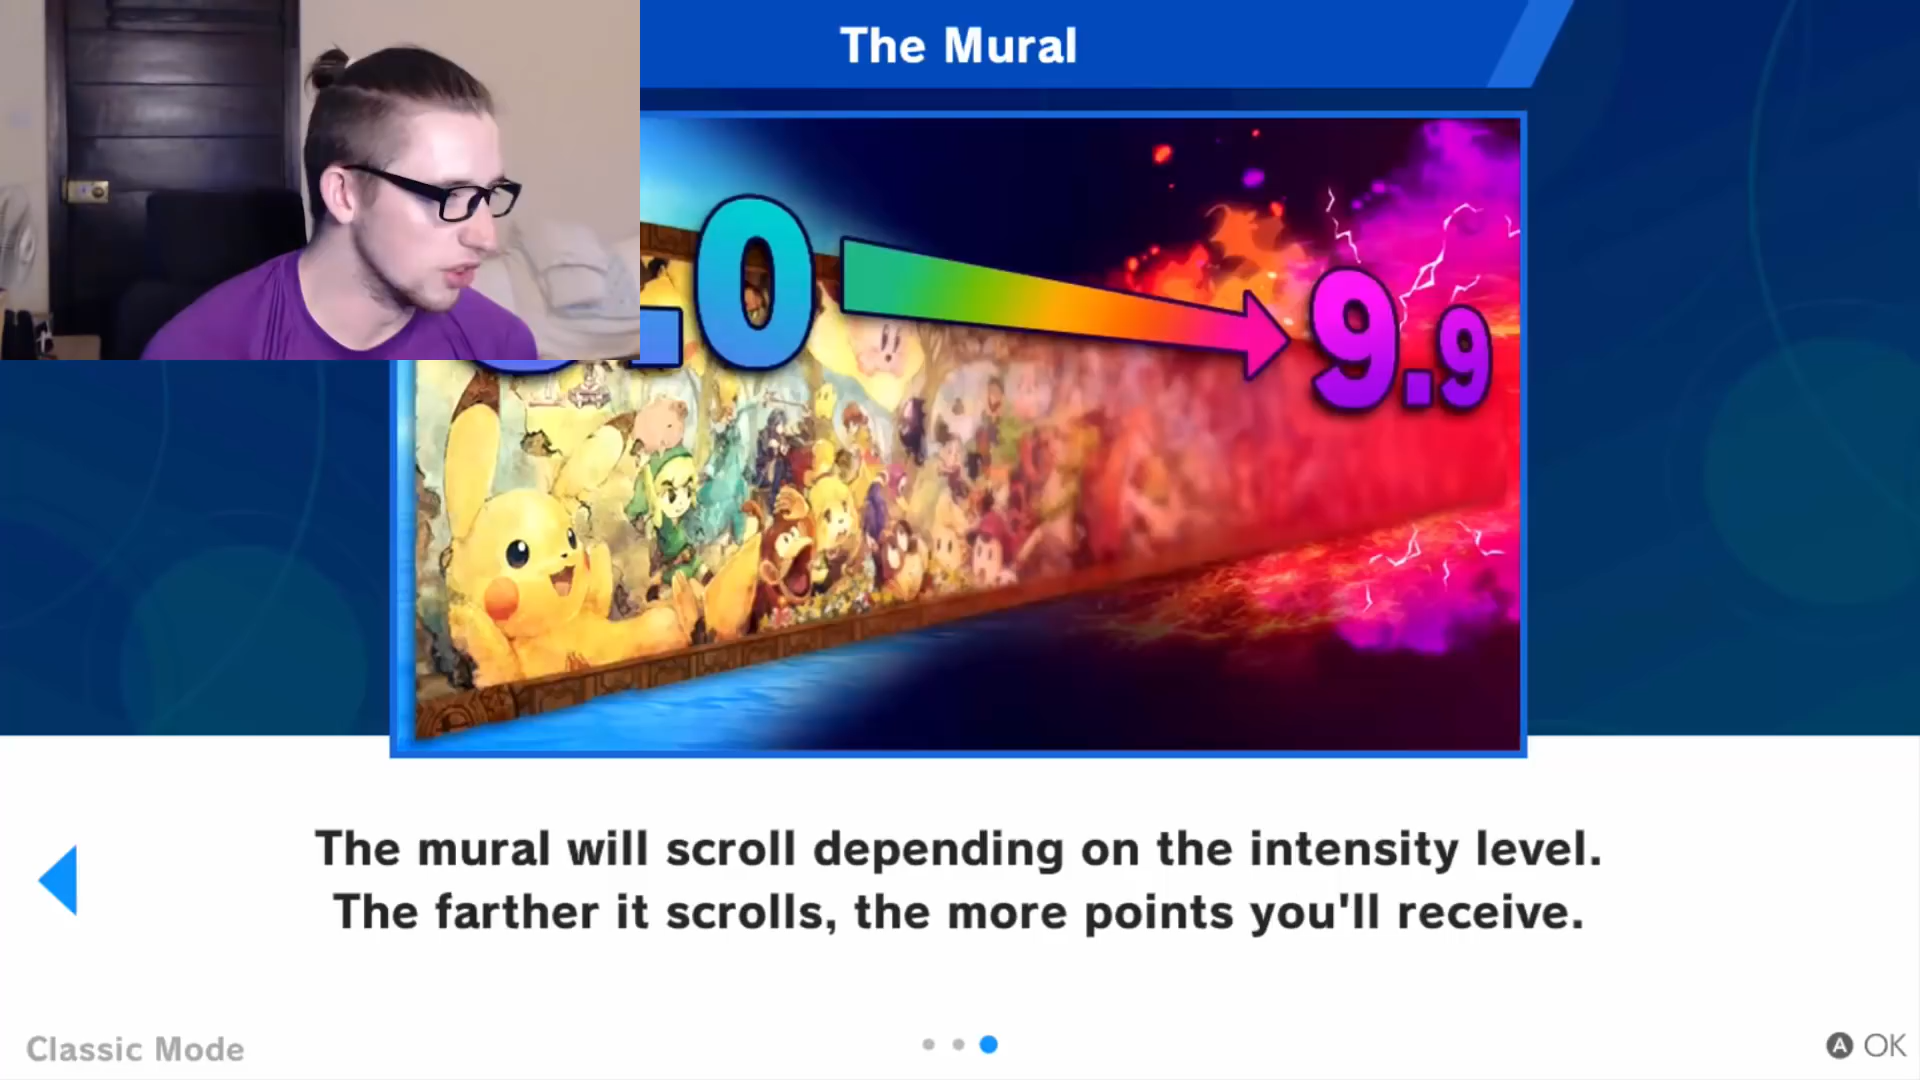 The Mural
.0
9.9
The mural will scroll depending on the intensity level.
The farther it scrolls, the more points you'll receive.
Classic Mode
A OK